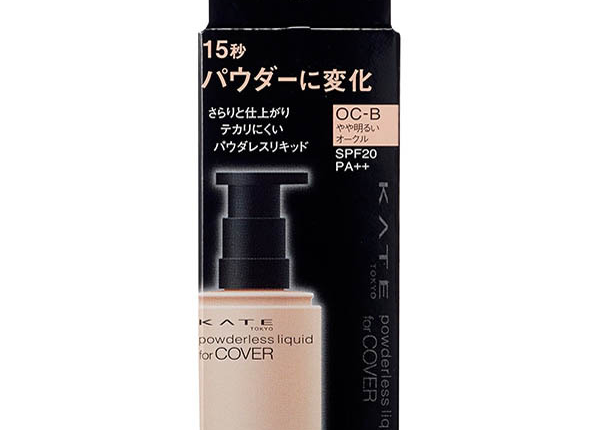 15秒
パウダーに変化
さらりと仕上がり
テカリにくい
パウダレスリキッド
OC-B
やや明るい
オークル
SPF20
PA++
KATE
TOKYO
powderless liquid
for COVER
KATE
TOKYO
powderless liq
for COVER